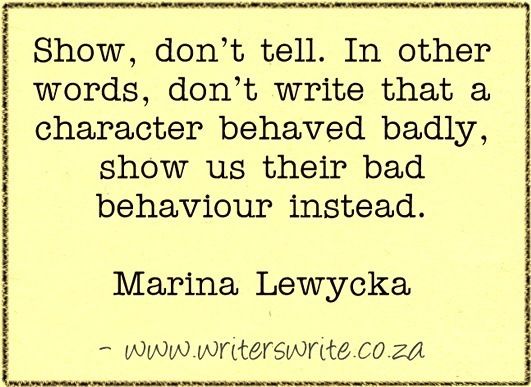 Show, don't tell. In other
words, don't write that a
character behaved badly,
show us their bad
behaviour instead.
Marina Lewycka
- www.writerswrite.co.za